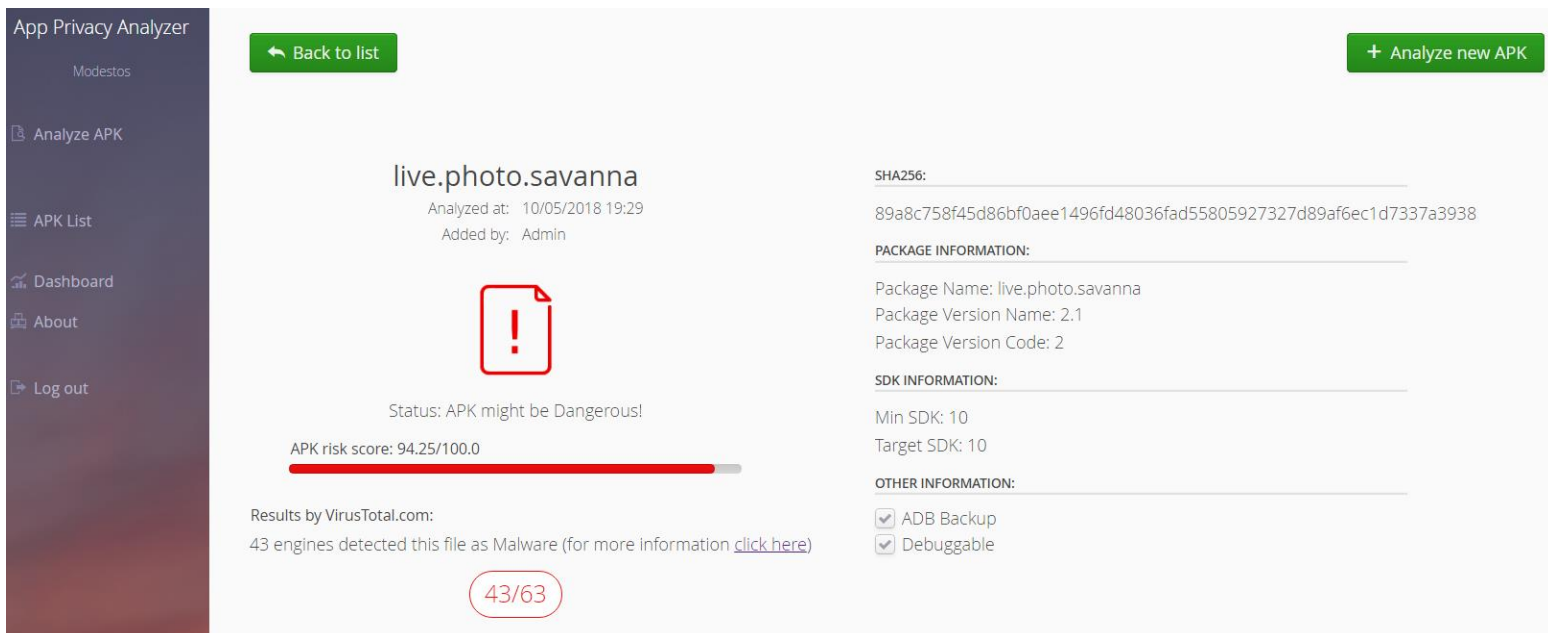 App Privacy Analyzer
Modestos
Analyze APK
APK List
Dashboard
About
Log out
Back to list
+ Analyze new APK
live.photo.savanna
Analyzed at: 10/05/2018 19:29
Added by: Admin
!
Status: APK might be Dangerous!
APK risk score: 94.25/100.0
Results by VirusTotal.com:
43 engines detected this file as Malware (for more information click here)
43/63
SHA256:
89a8c758f45d86bf0aee1496fd48036fad55805927327d89af6ec1d7337a3938
PACKAGE INFORMATION:
Package Name: live.photo.savanna
Package Version Name: 2.1
Package Version Code: 2
SDK INFORMATION:
Min SDK: 10
Target SDK: 10
OTHER INFORMATION:
ADB Backup
Debuggable